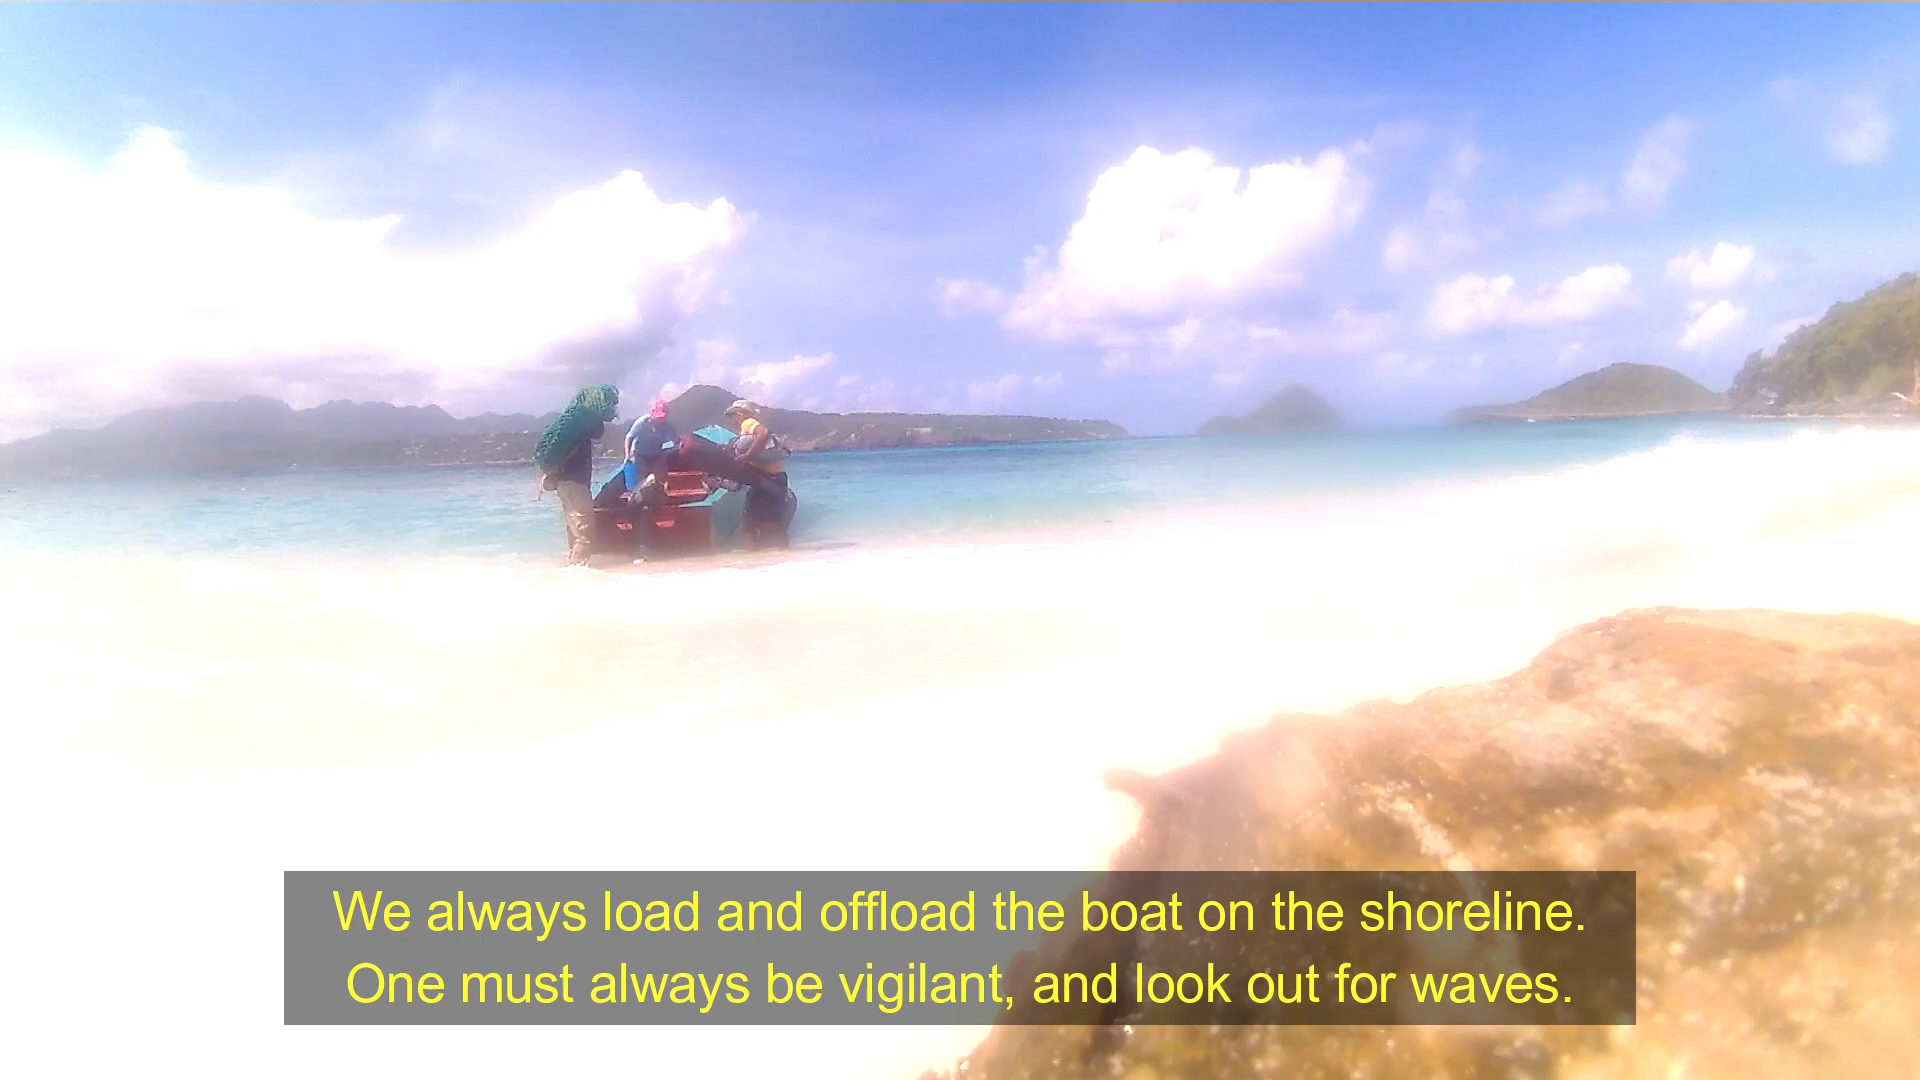 We always load and offload the boat on the shoreline.
One must always be vigilant, and look out for waves.